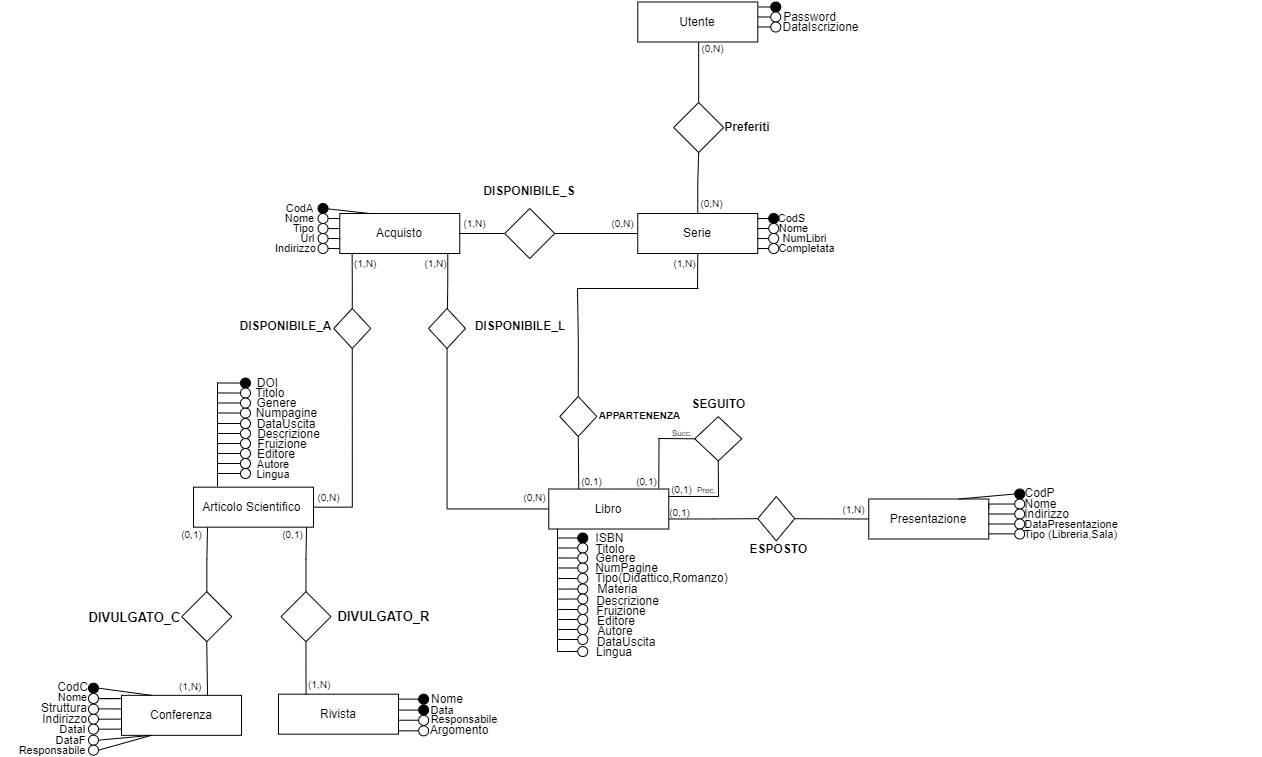 Utente
Password
DataIscrizione
(0,N)
Preferiti
(0,N)
DISPONIBILE_S
CodA
Nome
Tipo
Url
Indirizzo
Acquisto
(1,N)
(0,N)
Serie
CodS
Nome
NumLibri
Completata
(1,N)
(1,N)
(1,N)
DISPONIBILE_A
DISPONIBILE_L
DOI
Titolo
Genere
Numpagine
DataUscita
Descrizione
Fruizione
Editore
Autore
Lingua
APPARTENENZA
SEGUITO
Succ.
(0,1)
(0,1)
(0,1) Prec.
Articolo Scientifico
(0,N)
(0,N)
Libro
(0,1)
(1,N)
Presentazione
CodP
Nome
Indirizzo
DataPresentazione
Tipo (Libreria,Sala)
ESPOSTO
(0,1)
(0,1)
ISBN
Titolo
Genere
NumPagine
Tipo(Didattico,Romanzo)
Materia
Descrizione
Fruizione
Editore
Autore
DataUscita
Lingua
DIVULGATO_C
DIVULGATO_R
(1,N)
(1,N)
CodC
Nome
Struttura
Indirizzo
DataI
DataF
Responsabile
Conferenza
Rivista
Nome
Data
Responsabile
Argomento